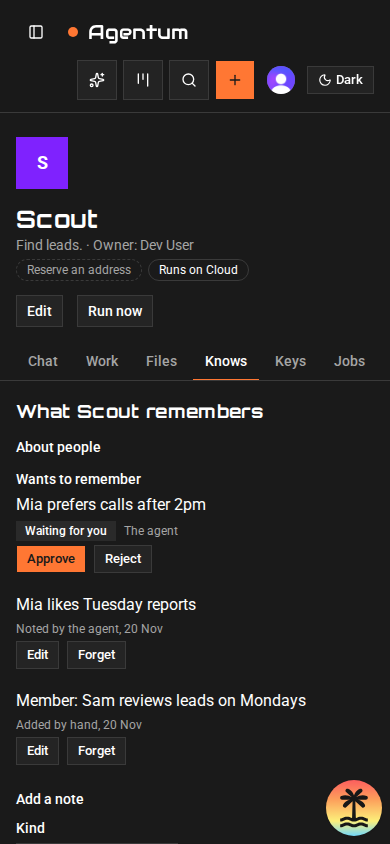 Agentum
Dark
S
Scout
Find leads. · Owner: Dev User
Reserve an address
Runs on Cloud
Edit
Run now
Chat
Work
Files
Knows
Keys
Jobs
What Scout remembers
About people
Wants to remember
Mia prefers calls after 2pm
Waiting for you
The agent
Approve
Reject
Mia likes Tuesday reports
Noted by the agent, 20 Nov
Edit
Forget
Member: Sam reviews leads on Mondays
Added by hand, 20 Nov
Edit
Forget
Add a note
Kind